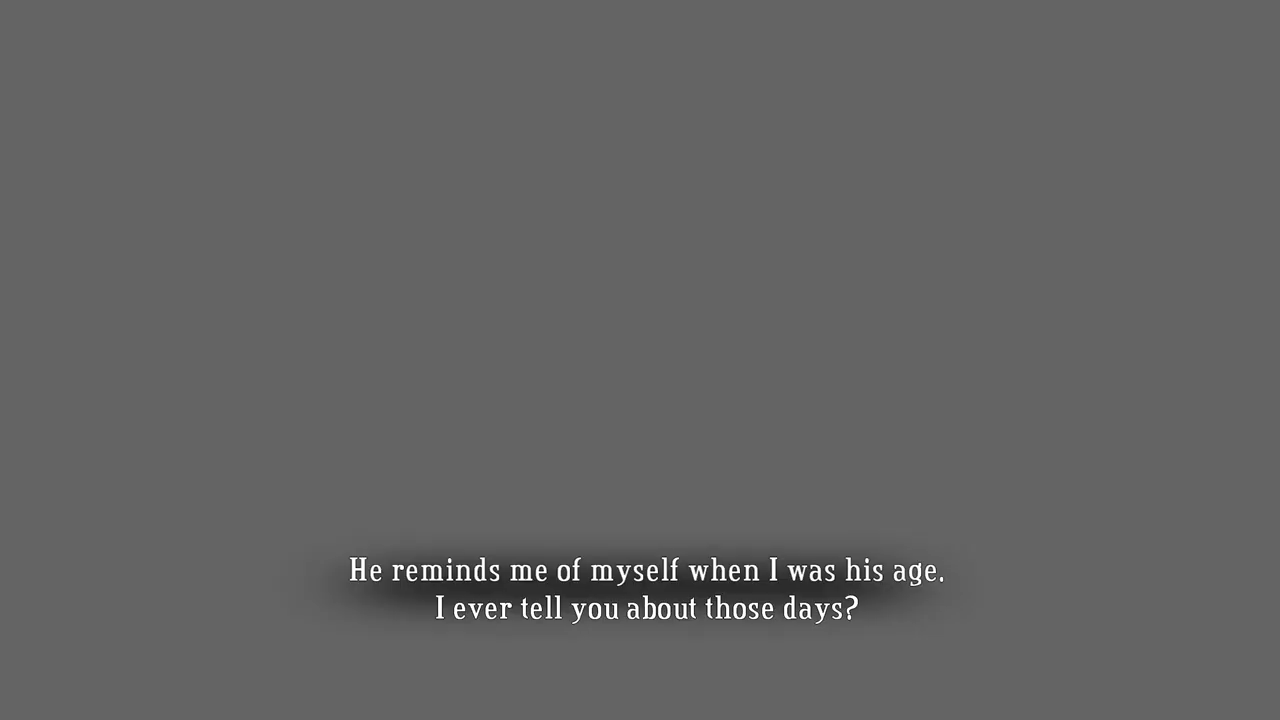 He reminds me of myself when I was his age.
I ever tell you about those days?